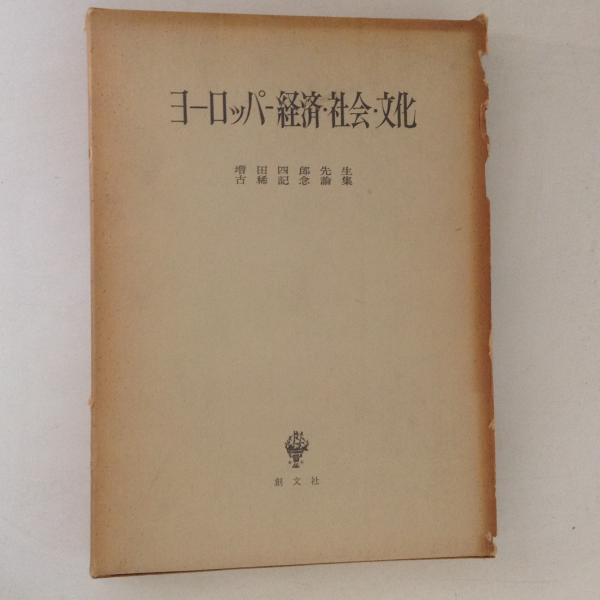 ヨーロッパ-経済・社会・文化
増田四郎先生
古稀記念論集
創文社